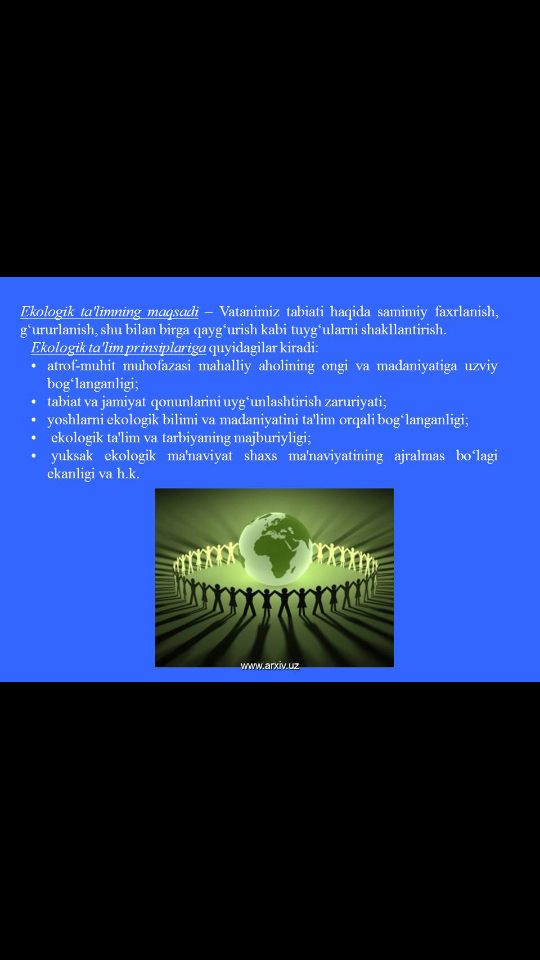 Ekologik ta'limning maqsadi – Vatanimiz tabiati haqida samimiy faxrlanish,
g‘ururlanish, shu bilan birga qayg‘urish kabi tuyg‘ularni shakllantirish.
Ekologik ta'lim prinsiplariga quyidagilar kiradi:
• atrof-muhit muhofazasi mahalliy aholining ongi va madaniyatiga uzviy
bog‘langanligi;
• tabiat va jamiyat qonunlarini uyg‘unlashtirish zaruriyati;
• yoshlarni ekologik bilimi va madaniyatini ta'lim orqali bog‘langanligi;
• ekologik ta'lim va tarbiyaning majburiyligi;
• yuksak ekologik ma'naviyat shaxs ma'naviyatining ajralmas bo‘lagi
ekanligi va h.k.
www.arxiv.uz